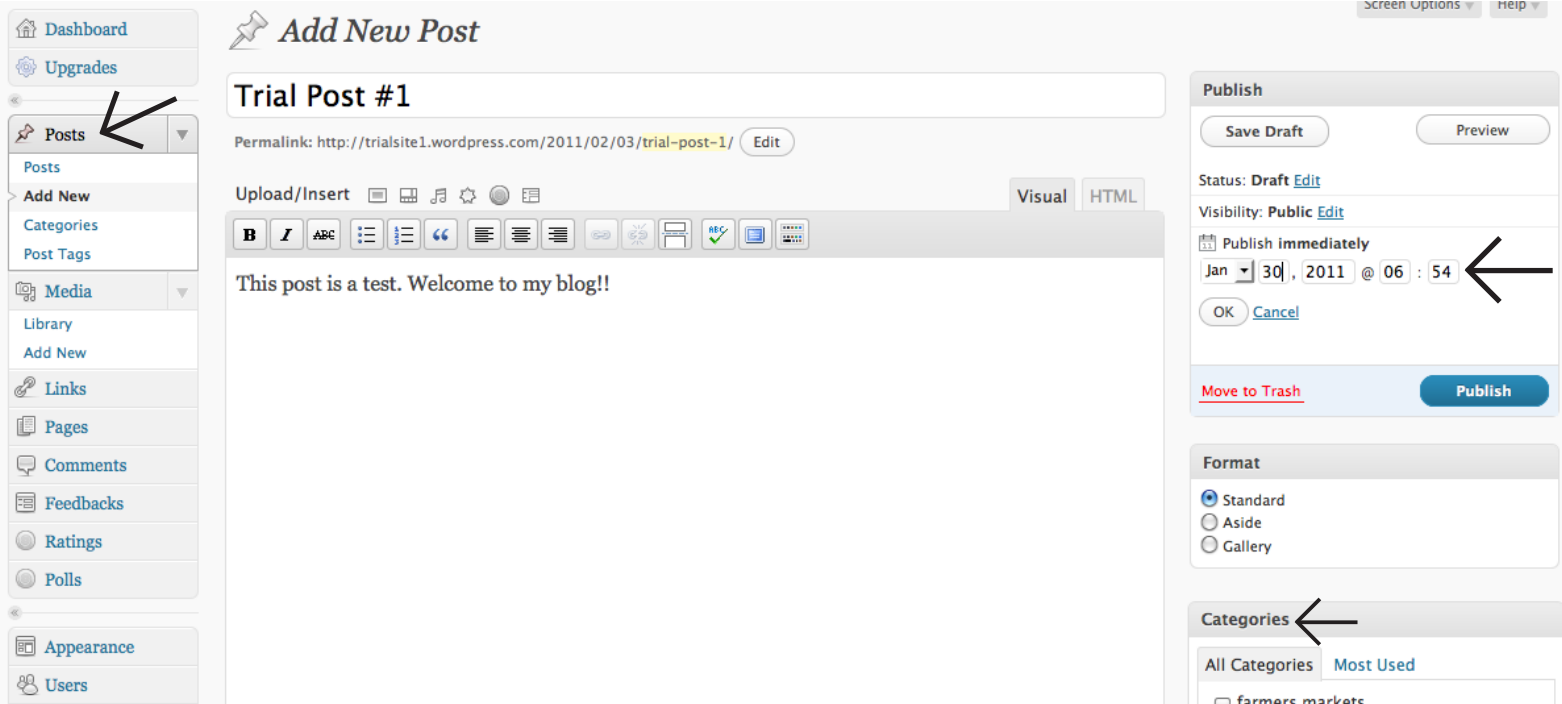 Screen Options Help
Dashboard
Upgrades
Posts
Posts
Add New
Categories
Post Tags
Media
Library
Add New
Links
Pages
Comments
Feedbacks
Ratings
Polls
Appearance
Users
Add New Post
Trial Post #1
Permalink: http://trialsite1.wordpress.com/2011/02/03/trial-post-1/ Edit
Upload/Insert
Visual HTML
B I ABC ABC
This post is a test. Welcome to my blog!!
Publish
Save Draft Preview
Status: Draft Edit
Visibility: Public Edit
Publish immediately
Jan 30, 2011 @ 06 : 54
OK Cancel
Move to Trash Publish
Format
Standard
Aside
Gallery
Categories
All Categories Most Used
farmers markets